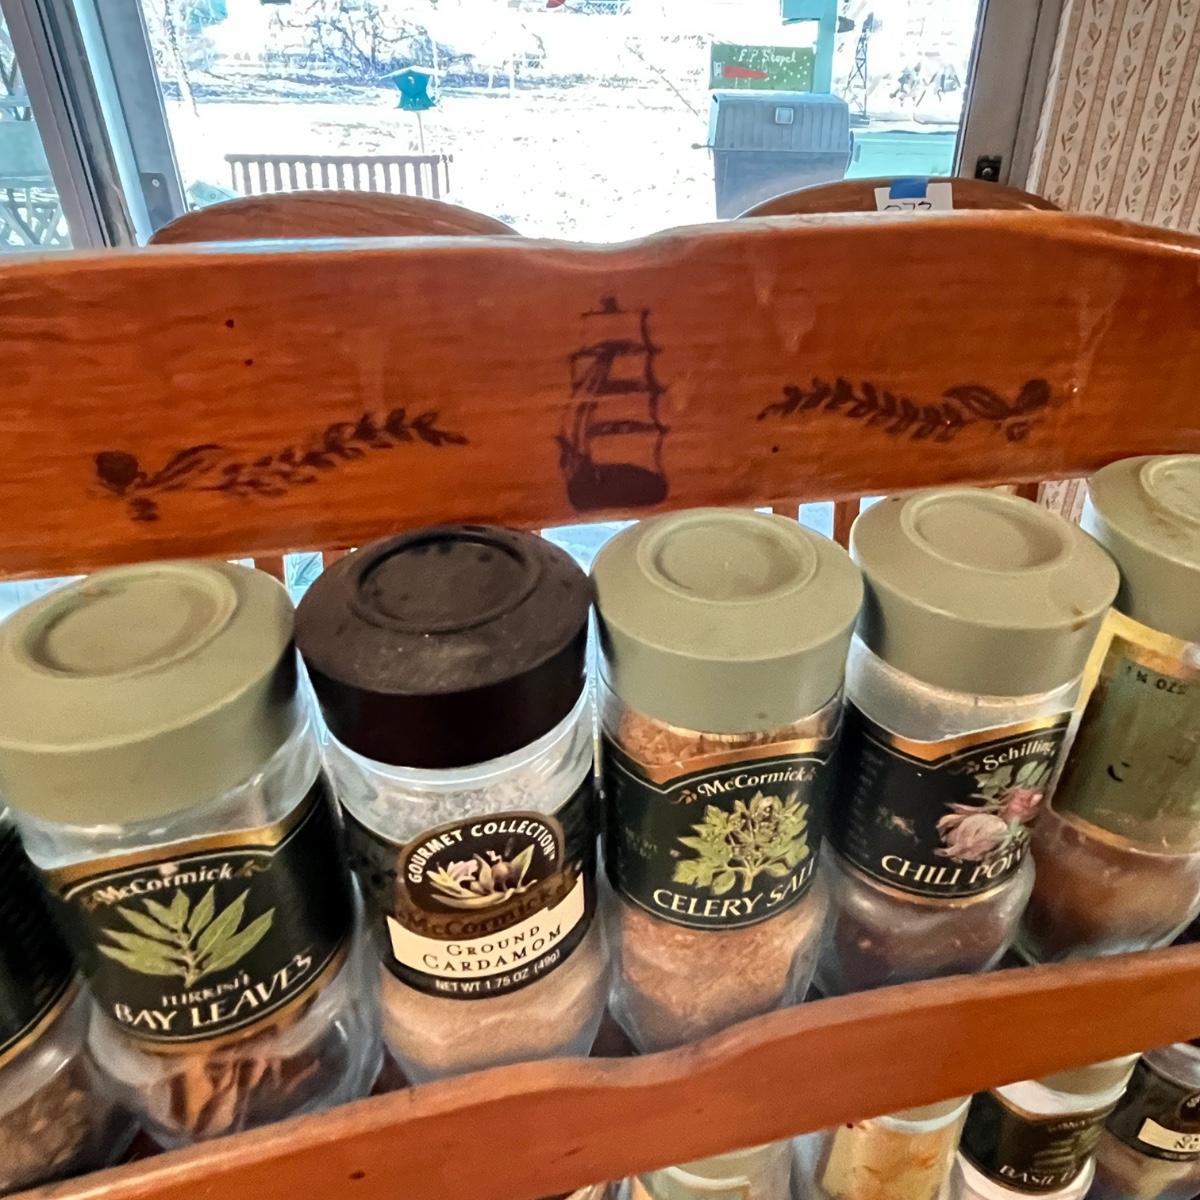 McCormick
TURKISH
BAY LEAVES
GOURMET COLLECTION
McCormick
GROUND
CARDAMOM
NET WT 1.75 OZ (49g)
McCormick
CELERY SALT
Schilling
CHILI POW
BASIL